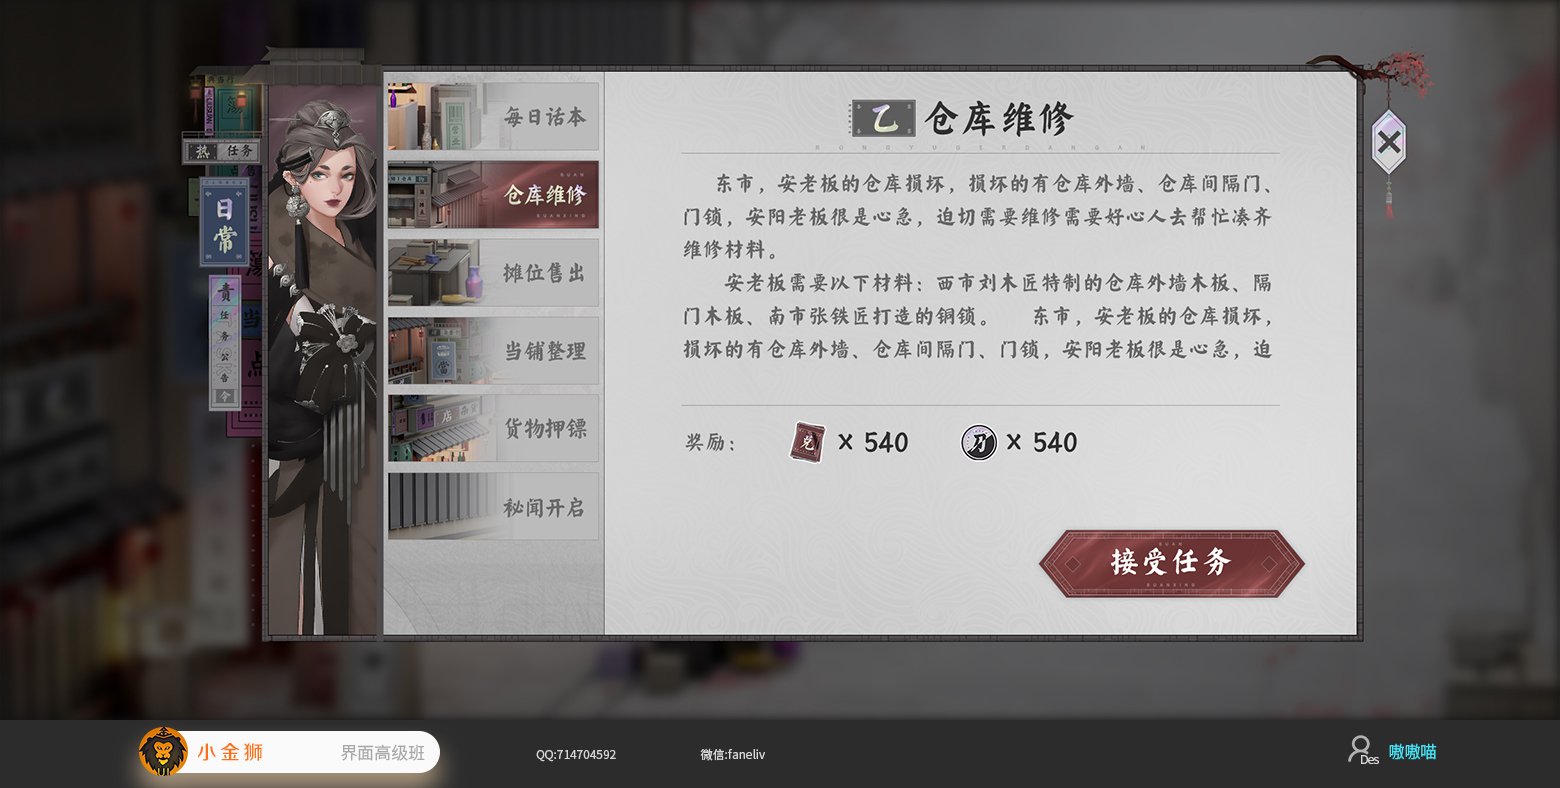 热 任务
日常
责任务公告令
每日话本
仓库维修
摊位售出
当铺整理
货物押镖
秘闻开启
乙 仓库维修
东市，安老板的仓库损坏，损坏的有仓库外墙、仓库间隔门、
门锁，安阳老板很是心急，迫切需要维修需要好心人去帮忙凑齐
维修材料。
安老板需要以下材料：西市刘木匠特制的仓库外墙木板、隔
门木板、南市张铁匠打造的铜锁。 东市，安老板的仓库损坏，
损坏的有仓库外墙、仓库间隔门、门锁，安阳老板很是心急，迫
奖励： 兑 X 540 刀 X 540
接受任务
小金狮 界面高级班 QQ:714704592 微信:faneliv Des 嗷嗷喵
UI